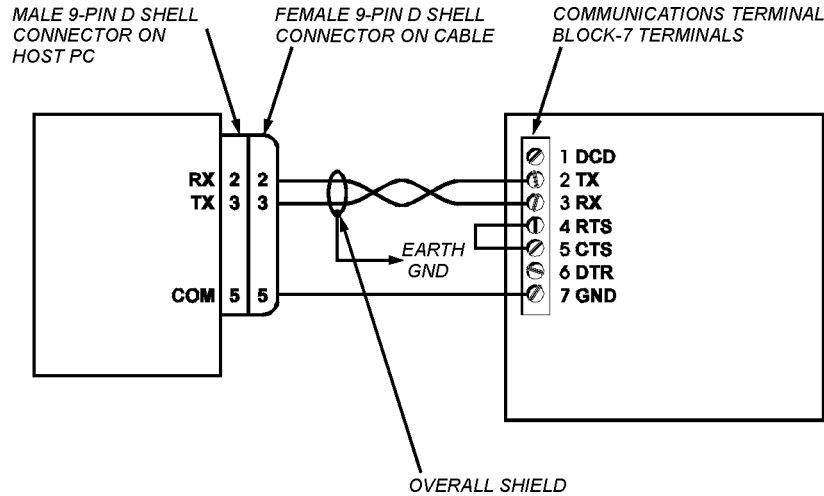 MALE 9-PIN D SHELL
CONNECTOR ON
HOST PC
FEMALE 9-PIN D SHELL
CONNECTOR ON CABLE
COMMUNICATIONS TERMINAL
BLOCK-7 TERMINALS
RX 2 2
TX 3 3
COM 5 5
EARTH
GND
1 DCD
2 TX
3 RX
4 RTS
5 CTS
6 DTR
7 GND
OVERALL SHIELD